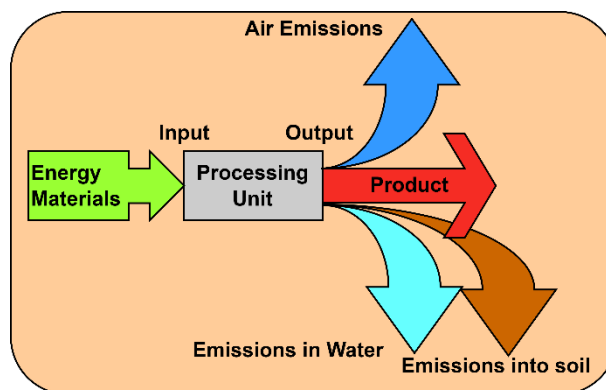 Air Emissions
Input
Output
Energy
Materials
Processing
Unit
Product
Emissions in Water
Emissions into soil